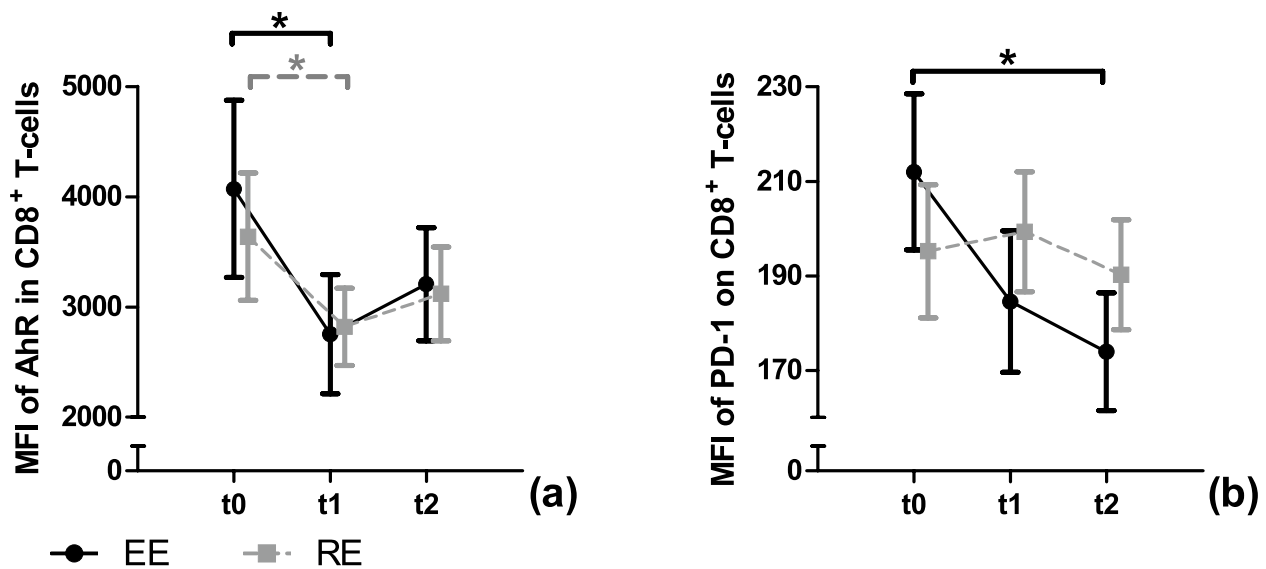 *
*
5000
4000
3000
2000
0
MFI of AhR in CD8⁺ T-cells
t0 t1 t2
(a)
*
230
210
190
170
0
MFI of PD-1 on CD8⁺ T-cells
t0 t1 t2
(b)
EE RE